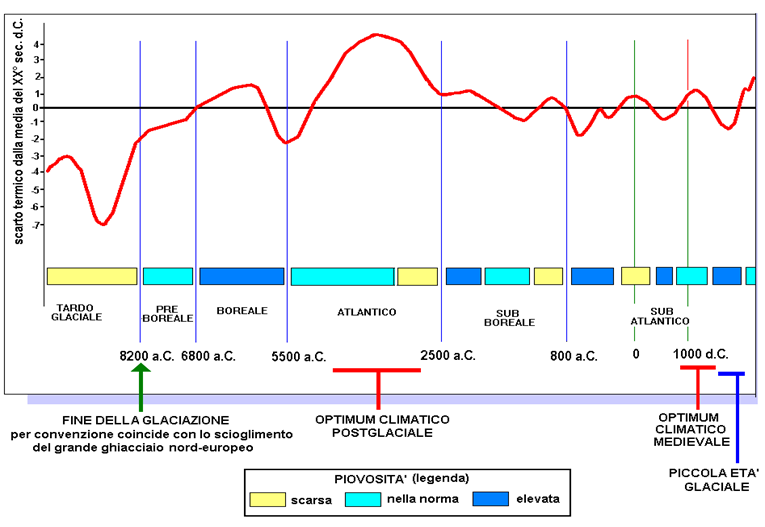 scarto termico dalla media del XX° sec. d.C.
4
3
2
1
0
-1
-2
-3
-4
-5
-6
-7
TARDO
GLACIALE
PRE
BOREALE
BOREALE
ATLANTICO
SUB
BOREALE
SUB
ATLANTICO
8200 a.C.
6800 a.C.
5500 a.C.
2500 a.C.
800 a.C.
0
1000 d.C.
FINE DELLA GLACIAZIONE
per convenzione coincide con lo scioglimento
del grande ghiacciaio nord-europeo
OPTIMUM CLIMATICO
POSTGLACIALE
OPTIMUM
CLIMATICO
MEDIEVALE
PICCOLA ETA'
GLACIALE
PIOVOSITA' (legenda)
scarsa
nella norma
elevata